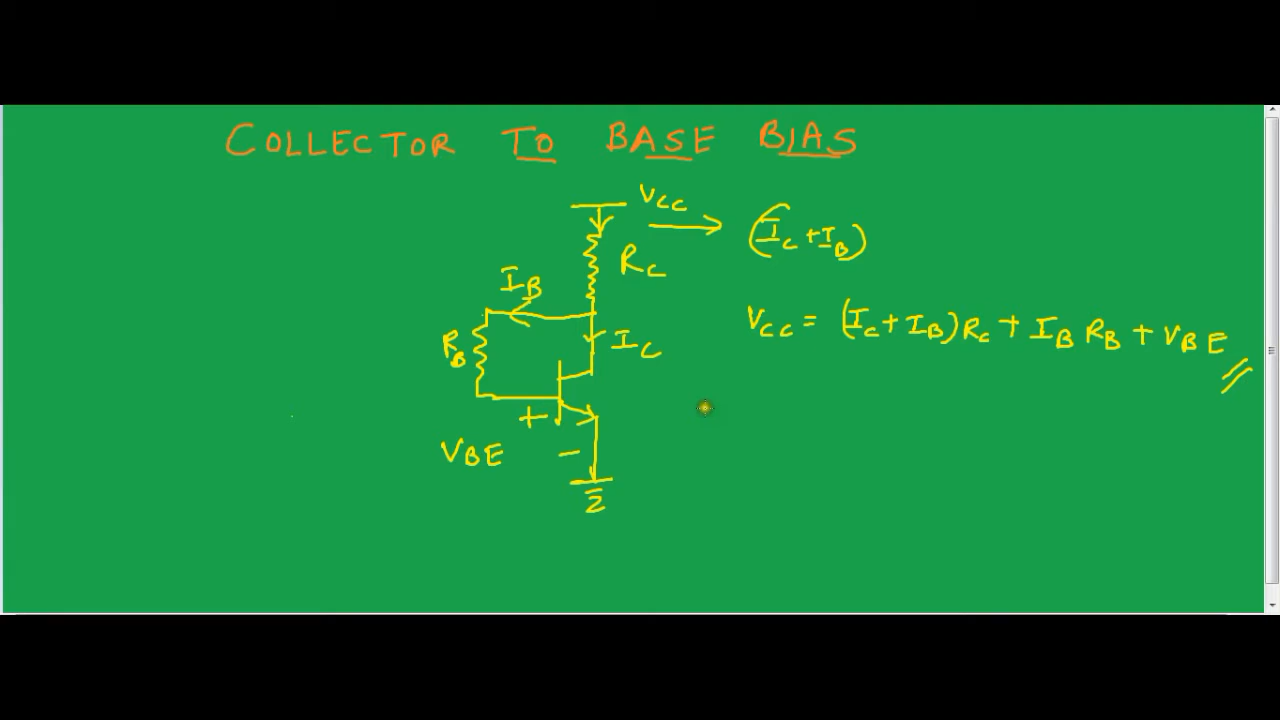 COLLECTOR TO BASE BIAS
VCC
(IC + IB)
RC
IB
VCC = (IC + IB) RC + IB RB + VBE
RB
IC
+
VBE
-